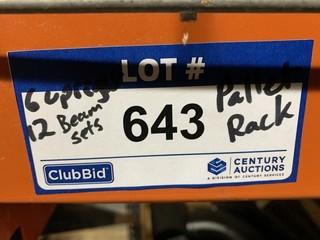 LOT #
6 uprights
12 Beam
sets
643
Pallet
Rack
ClubBid
CENTURY
AUCTIONS
A DIVISION OF CENTURY SERVICES